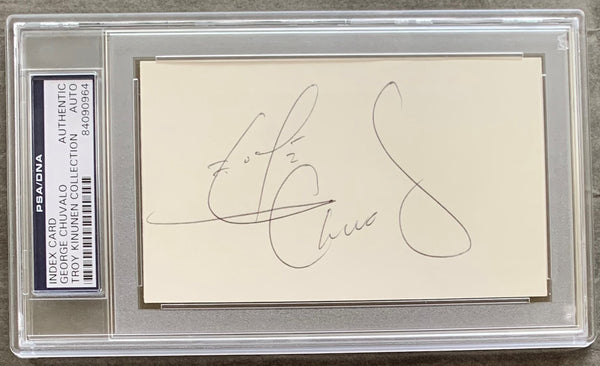 PSA/DNA
INDEX CARD
GEORGE CHUVALO AUTHENTIC
TROY KINUNEN COLLECTION AUTO
84090964